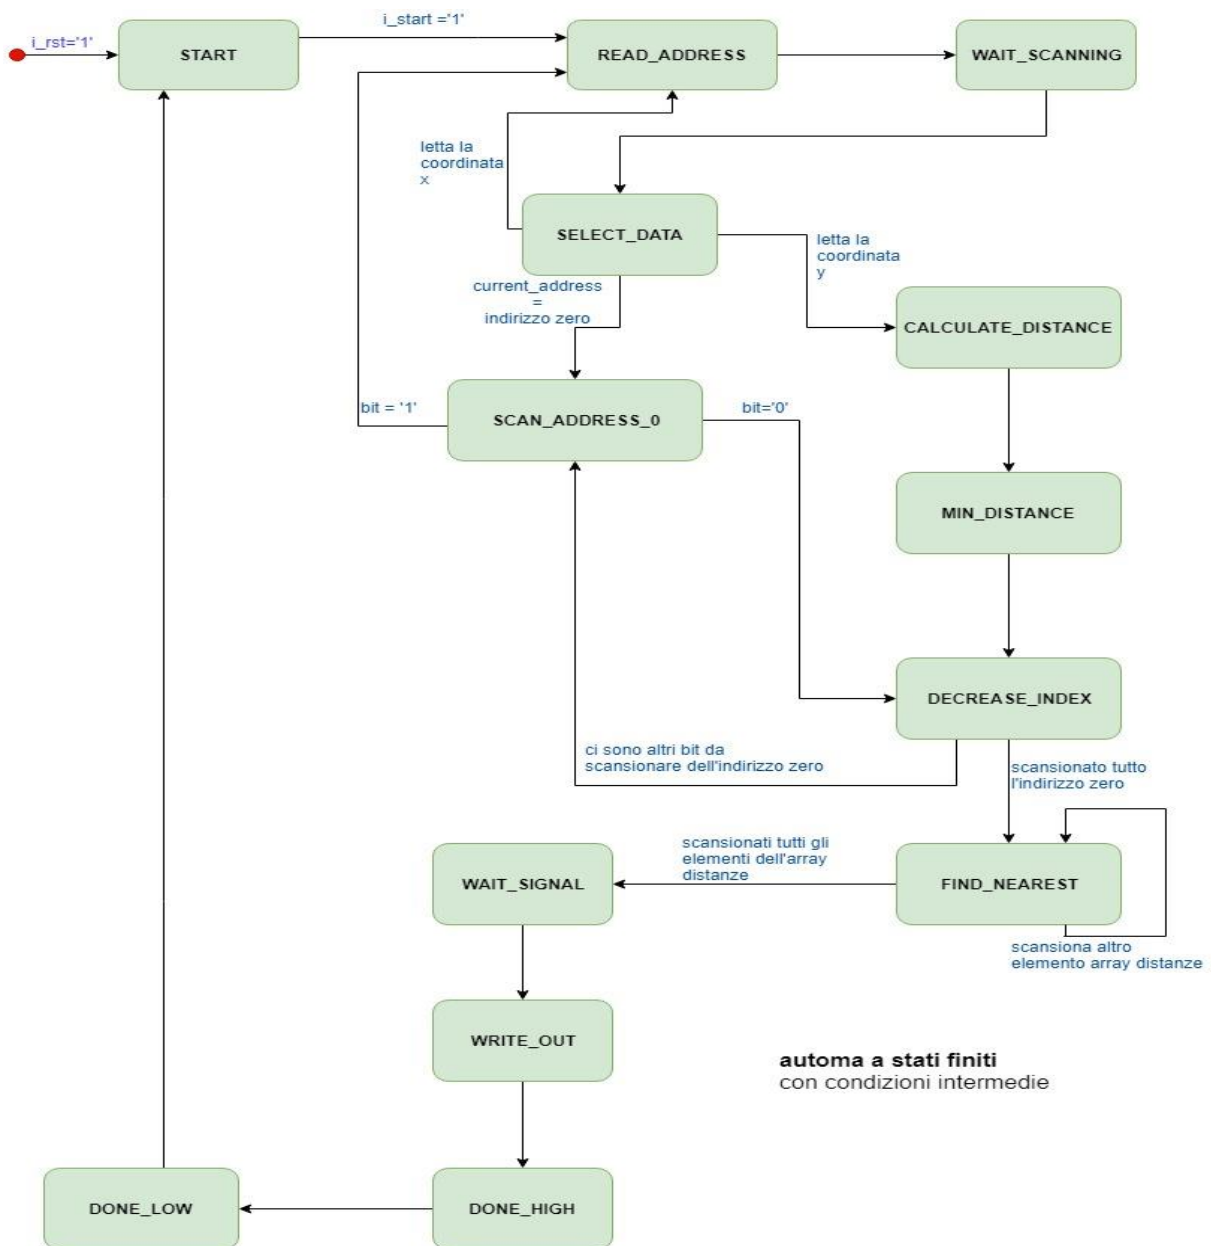 i_start ='1'
i_rst='1'
START
READ_ADDRESS
WAIT_SCANNING
letta la
coordinata
x
SELECT_DATA
letta la
coordinata
y
current_address
=
indirizzo zero
CALCULATE_DISTANCE
bit = '1'
SCAN_ADDRESS_0
bit='0'
MIN_DISTANCE
DECREASE_INDEX
ci sono altri bit da
scansionare dell'indirizzo zero
scansionato tutto
l'indirizzo zero
scansionati tutti gli
elementi dell'array
distanze
WAIT_SIGNAL
FIND_NEAREST
scansiona altro
elemento array distanze
WRITE_OUT
automa a stati finiti
con condizioni intermedie
DONE_LOW
DONE_HIGH